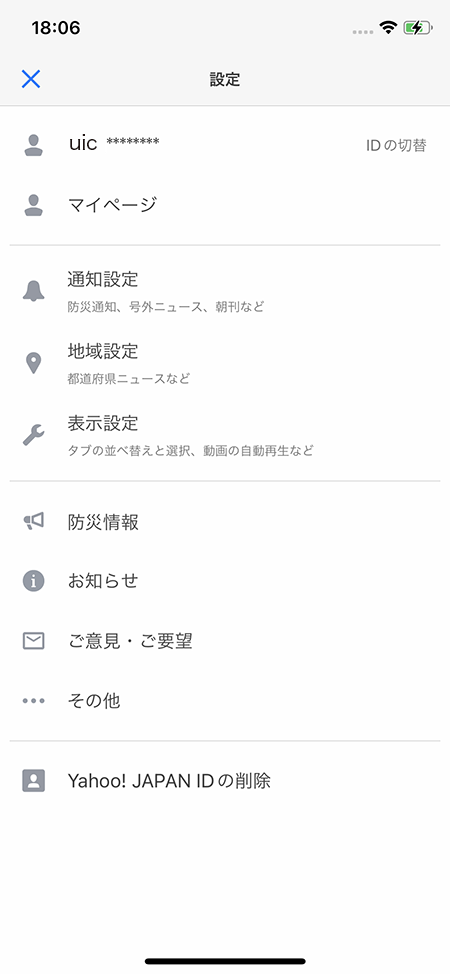 18:06
設定
uic ********
IDの切替
マイページ
通知設定
防災通知、号外ニュース、朝刊など
地域設定
都道府県ニュースなど
表示設定
タブの並べ替えと選択、動画の自動再生など
防災情報
お知らせ
ご意見・ご要望
その他
Yahoo! JAPAN IDの削除